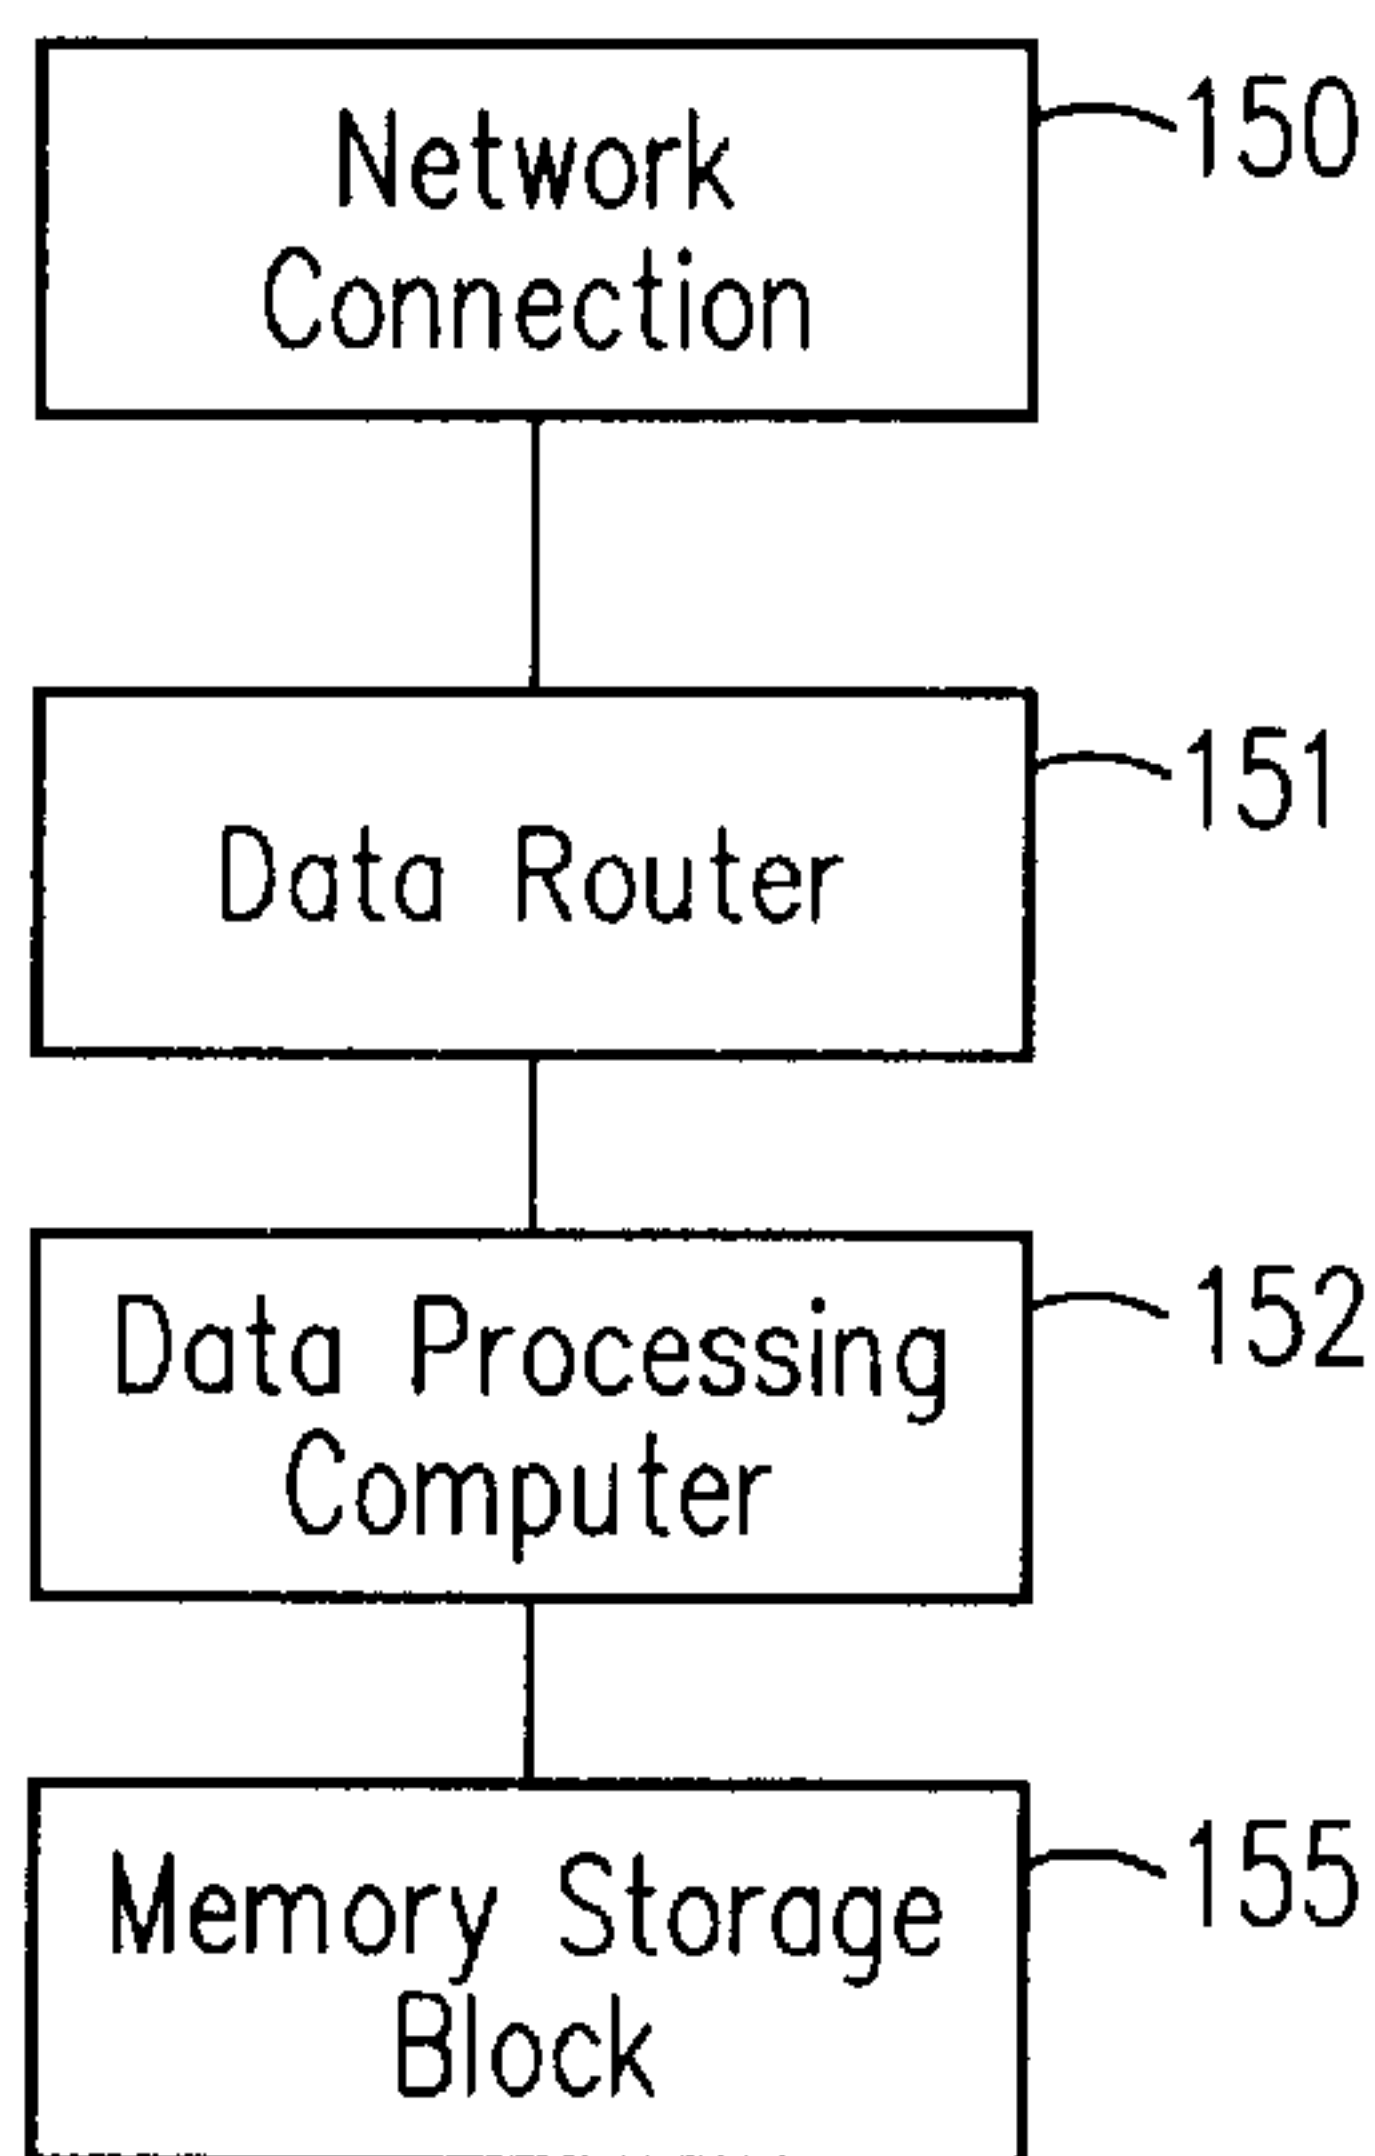 Network
Connection
150
Data Router
151
Data Processing
Computer
152
Memory Storage
Block
155